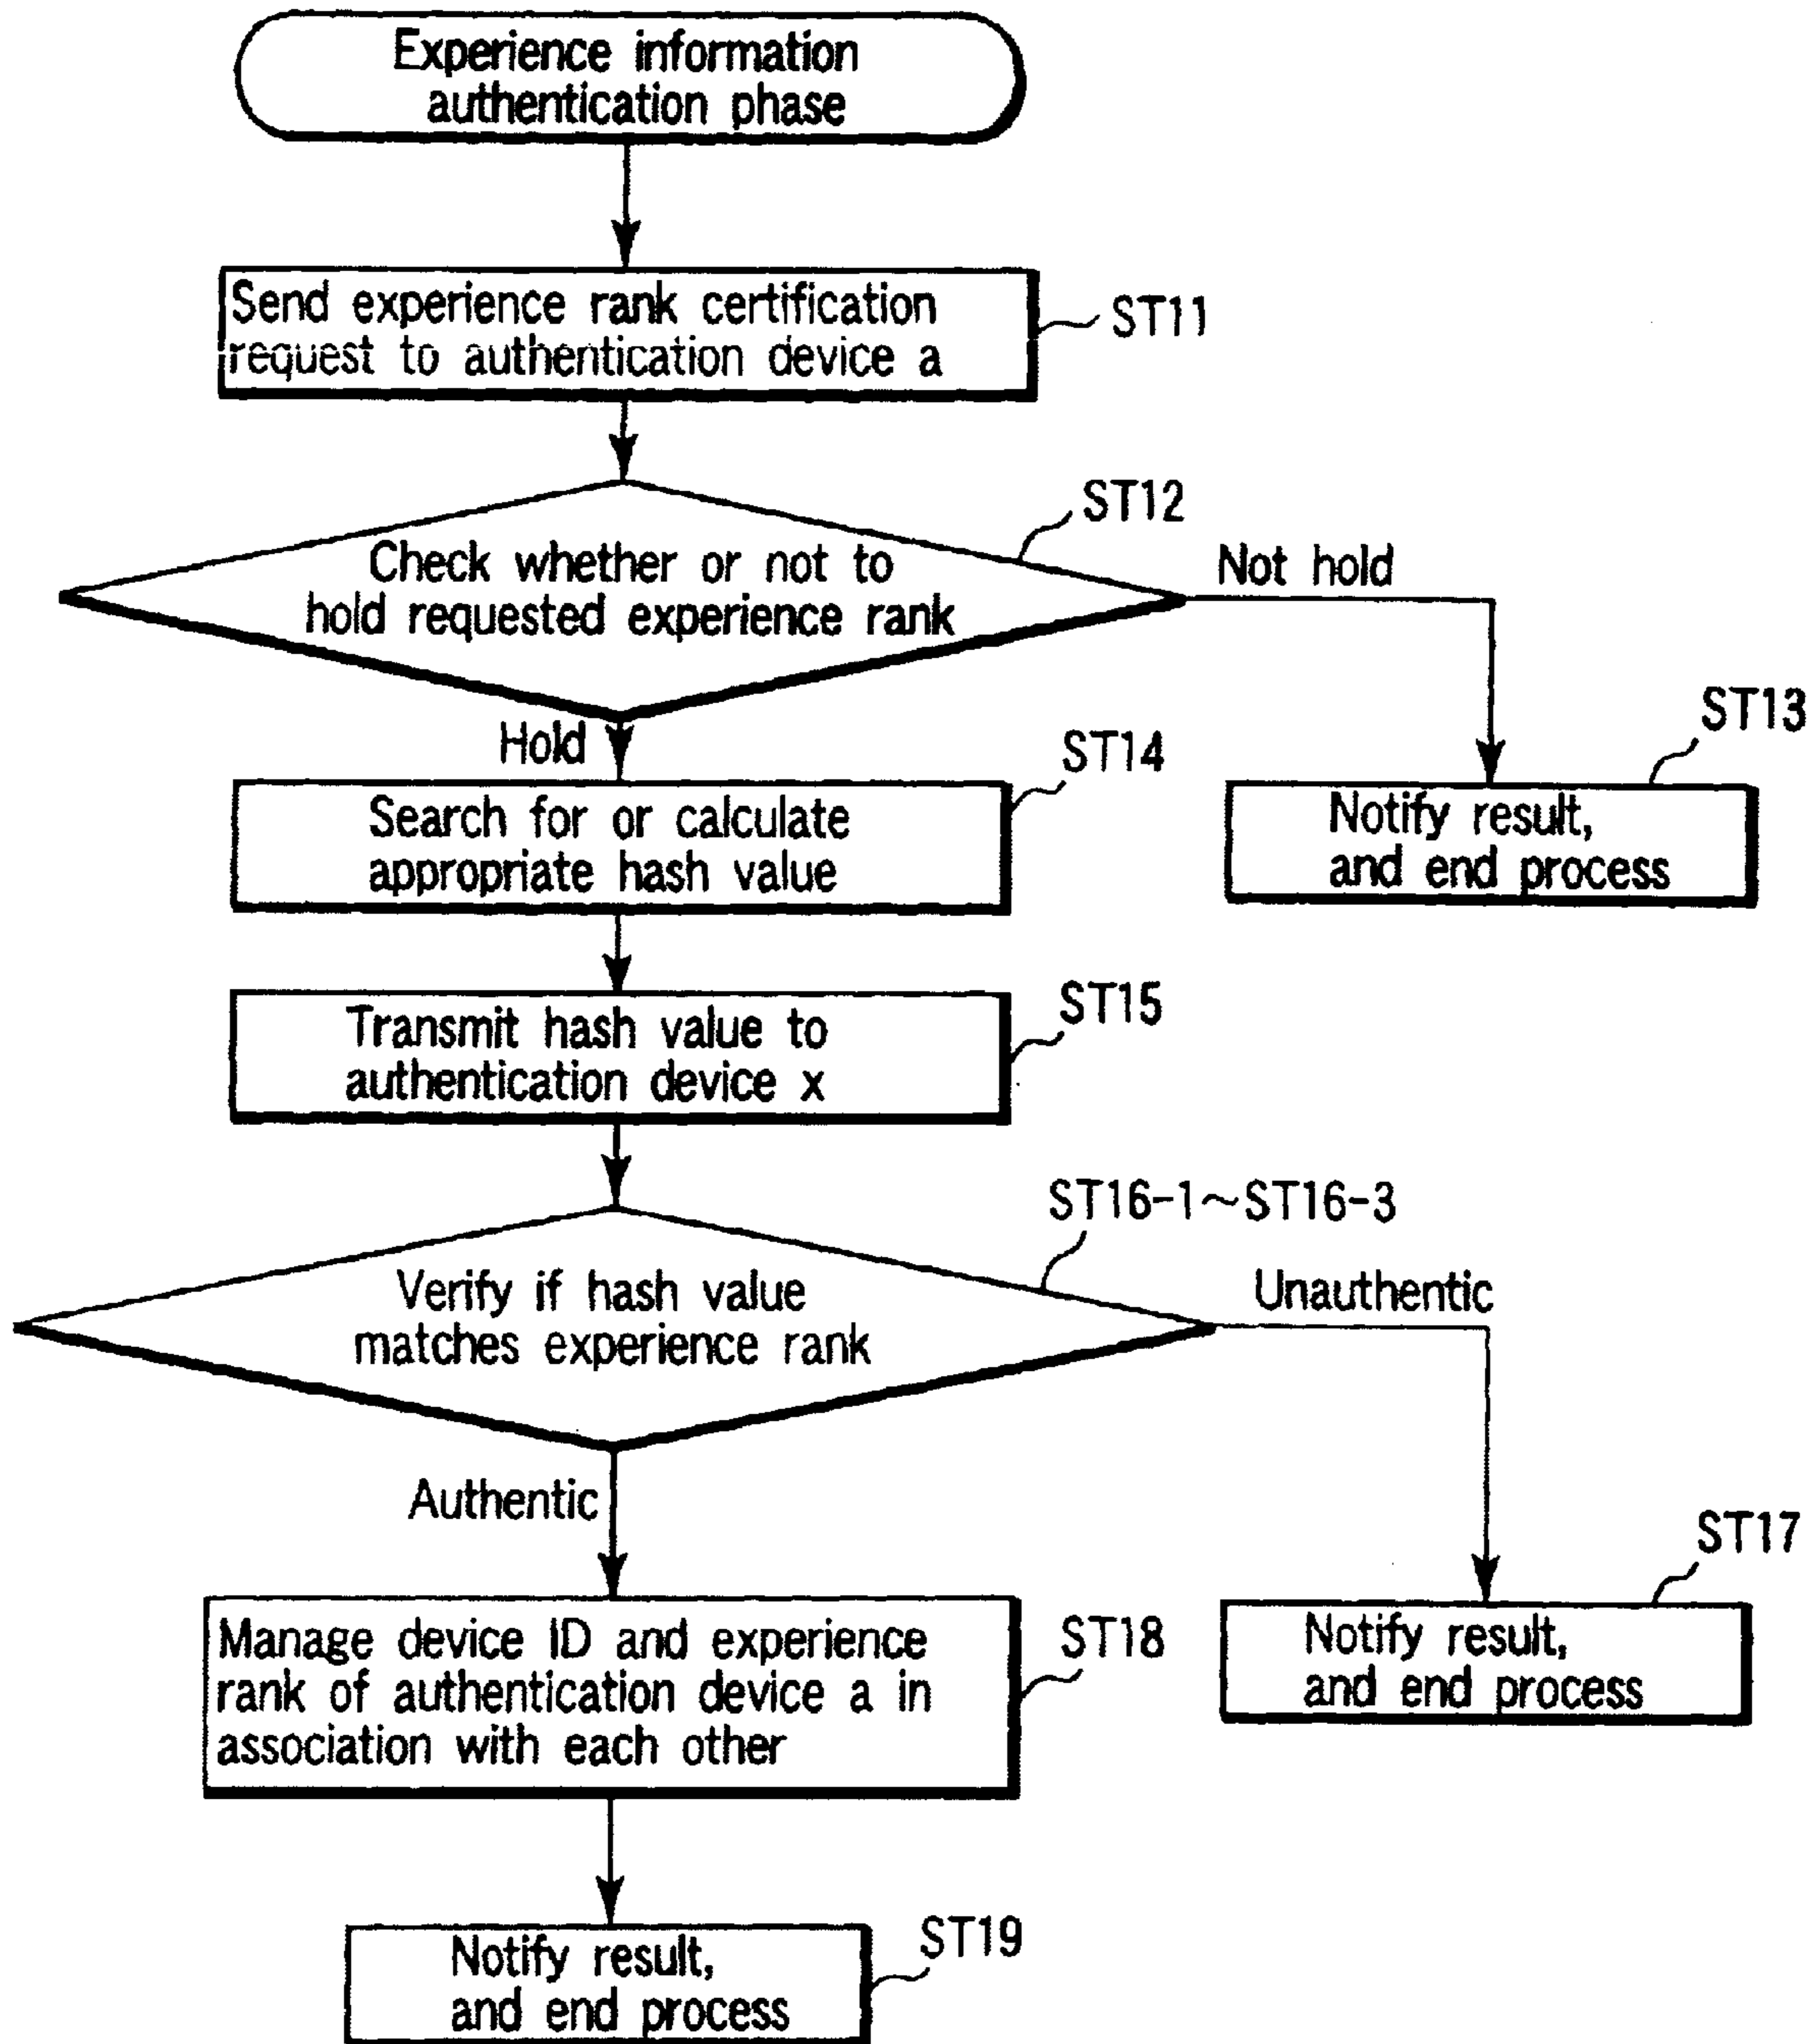 Experience information
authentication phase
Send experience rank certification
request to authentication device a
ST11
ST12
Check whether or not to
hold requested experience rank
Not hold
Hold
ST13
Notify result,
and end process
ST14
Search for or calculate
appropriate hash value
ST15
Transmit hash value to
authentication device x
ST16-1~ST16-3
Verify if hash value
matches experience rank
Unauthentic
Authentic
ST17
Notify result,
and end process
ST18
Manage device ID and experience
rank of authentication device a in
association with each other
ST19
Notify result,
and end process